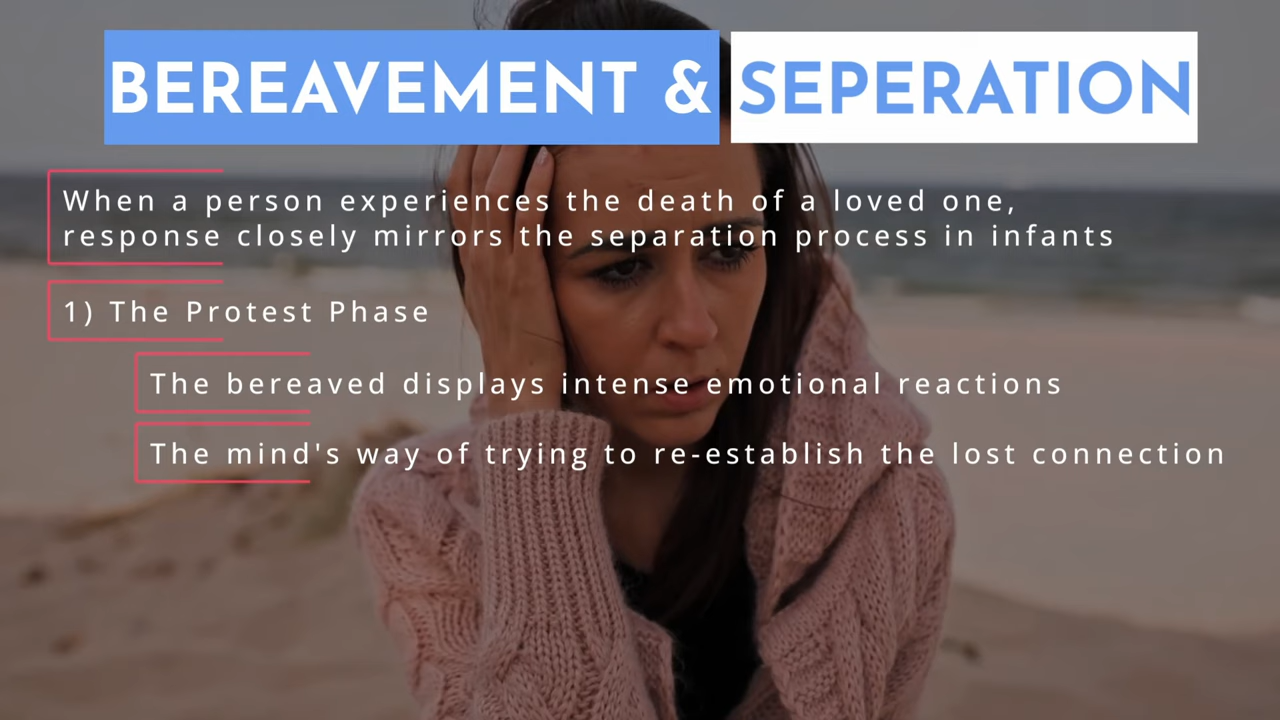 BEREAVEMENT & SEPERATION
When a person experiences the death of a loved one,
response closely mirrors the separation process in infants
1) The Protest Phase
The bereaved displays intense emotional reactions
The mind's way of trying to re-establish the lost connection